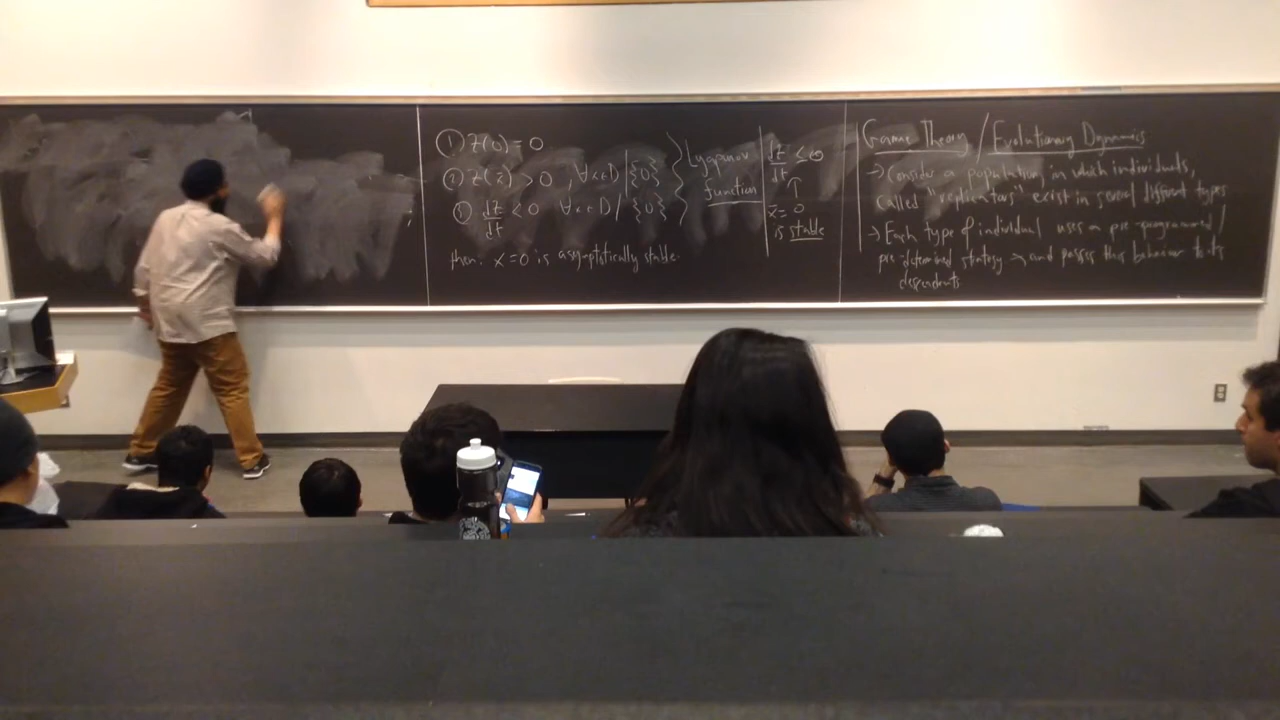 ① Z(0) = 0
② Z(x̄) > 0 , ∀x∈D | {0}
③ dZ/dt < 0 ∀x∈D / {0}
then: x = 0 is asymptotically stable.
Lyapunov
function
dZ/dt ≤ 0
↑
x̄ = 0
is stable
Game Theory / Evolutionary Dynamics
→ Consider a population, in which individuals,
called "replicators" exist in several different types
→ Each type of individual uses a pre-programmed /
pre-determined strategy → and passes this behavior to its
descendents